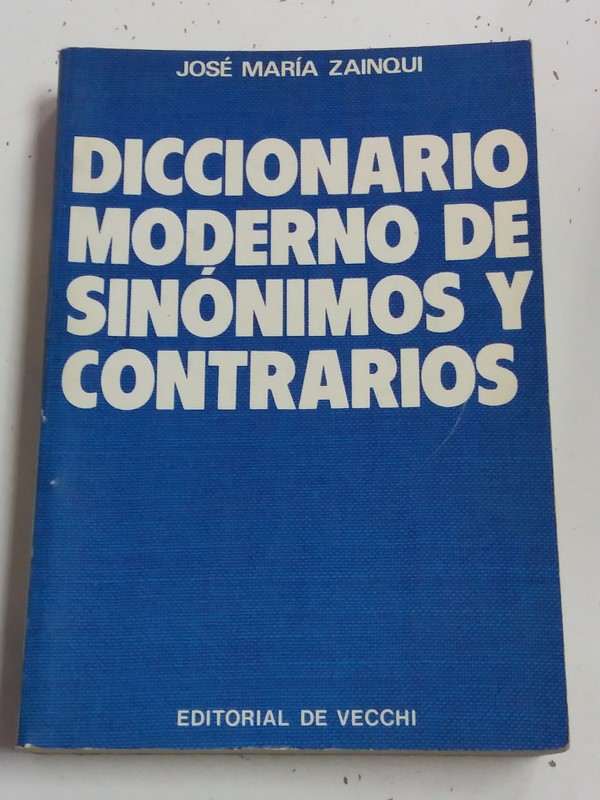 JOSÉ MARÍA ZAINQUI
DICCIONARIO
MODERNO DE
SINÓNIMOS Y
CONTRARIOS
EDITORIAL DE VECCHI